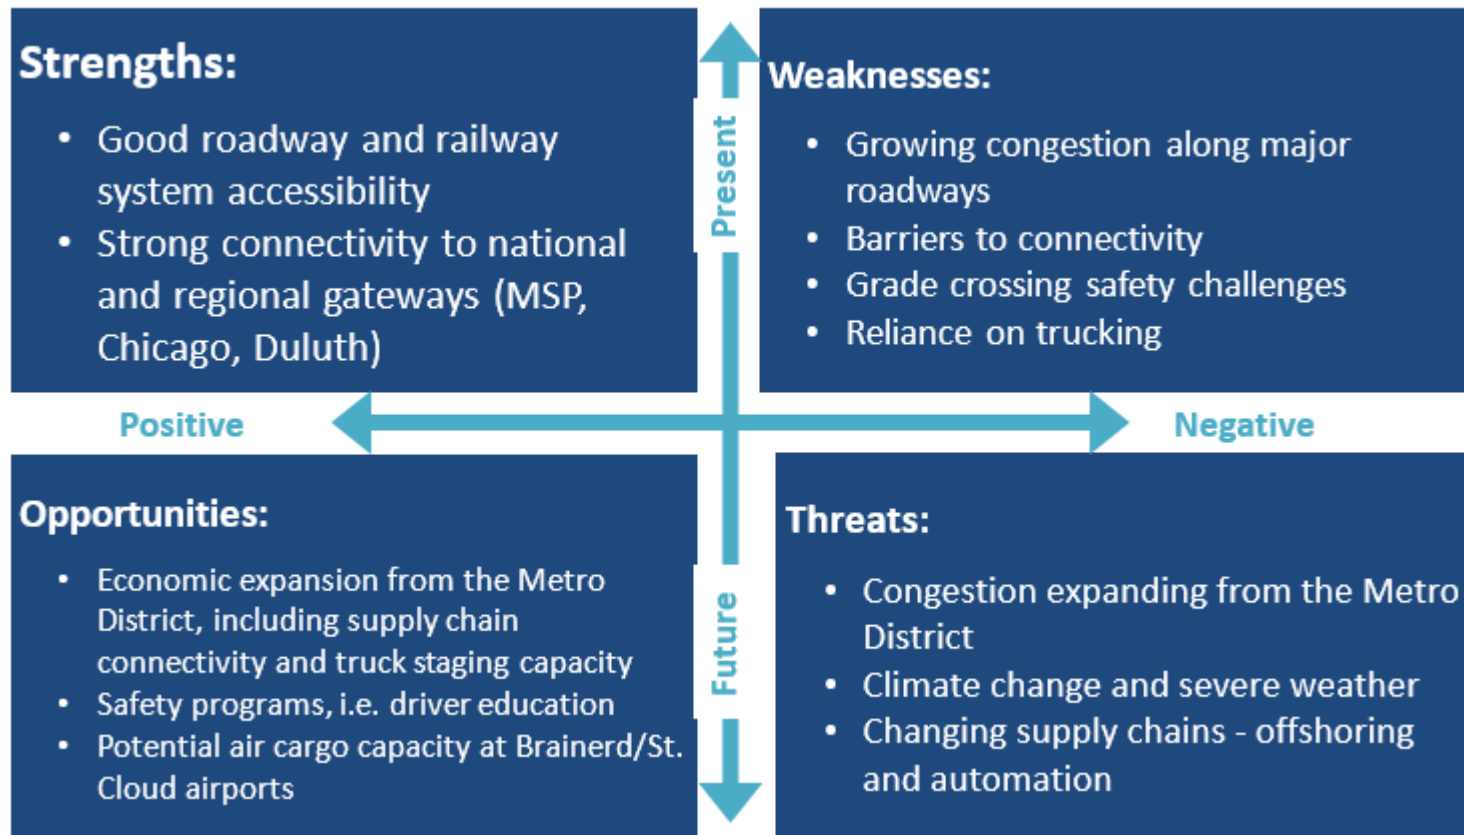 Strengths:
• Good roadway and railway
system accessibility
• Strong connectivity to national
and regional gateways (MSP,
Chicago, Duluth)
Present
Weaknesses:
• Growing congestion along major
roadways
• Barriers to connectivity
• Grade crossing safety challenges
• Reliance on trucking
Positive
Negative
Opportunities:
• Economic expansion from the Metro
District, including supply chain
connectivity and truck staging capacity
• Safety programs, i.e. driver education
• Potential air cargo capacity at Brainerd/St.
Cloud airports
Future
Threats:
• Congestion expanding from the Metro
District
• Climate change and severe weather
• Changing supply chains - offshoring
and automation